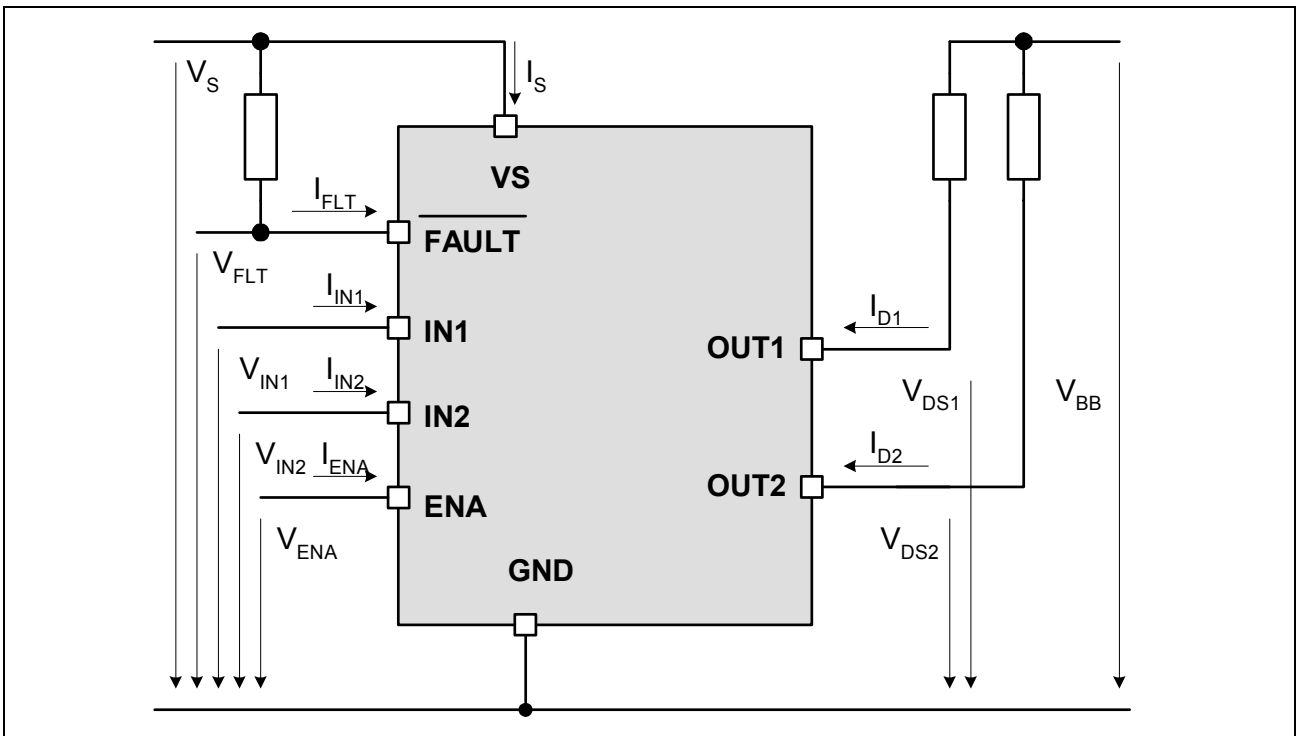 V_S
I_S
VS
I_FLT
FAULT
V_FLT
I_IN1
IN1
OUT1
I_D1
V_IN1
I_IN2
V_DS1
V_BB
IN2
V_IN2
I_ENA
I_D2
OUT2
ENA
V_ENA
V_DS2
GND